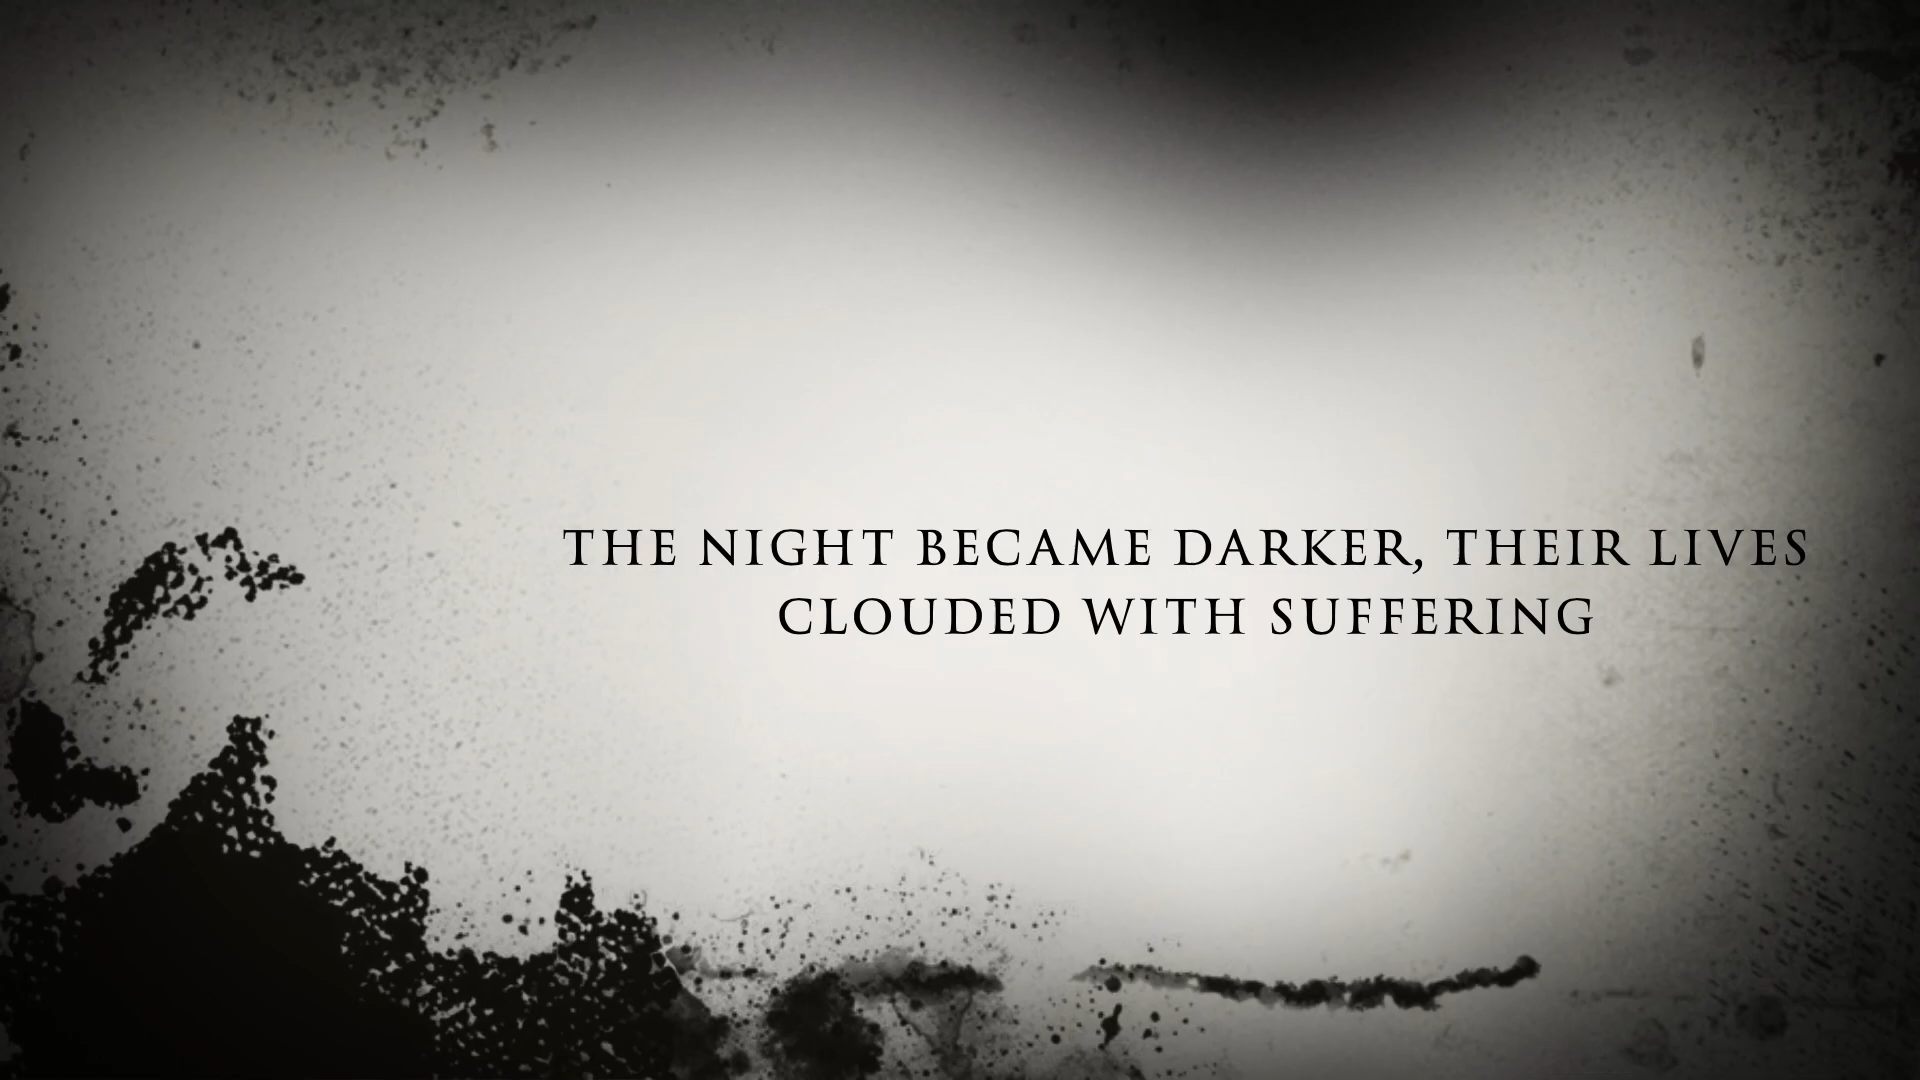 THE NIGHT BECAME DARKER, THEIR LIVES
CLOUDED WITH SUFFERING